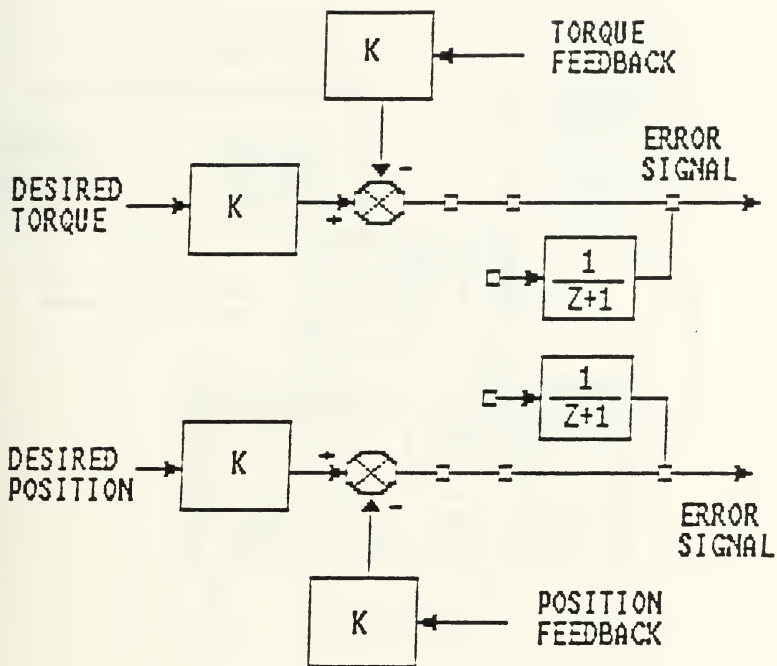 K
TORQUE
FEEDBACK
ERROR
SIGNAL
-
DESIRED
TORQUE
K
+
1
Z+1
1
Z+1
DESIRED
POSITION
K
+
-
ERROR
SIGNAL
K
POSITION
FEEDBACK